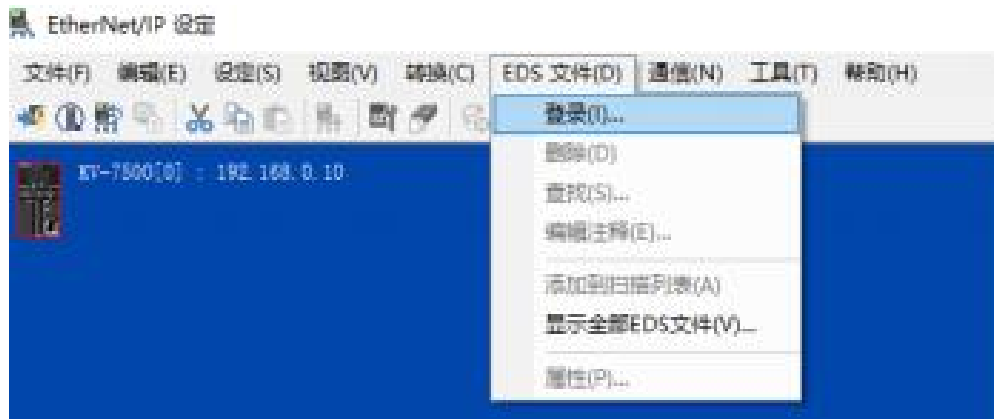 EtherNet/IP 设定
文件(F) 编辑(E) 设定(S) 视图(V) 转换(C) EDS 文件(D) 通信(N) 工具(T) 帮助(H)
登录(I)...
删除(D)
查找(S)...
编辑注释(E)...
添加到扫描列表(A)
显示全部EDS文件(V)...
属性(P)...
KV-7500[0] : 192.168.0.10